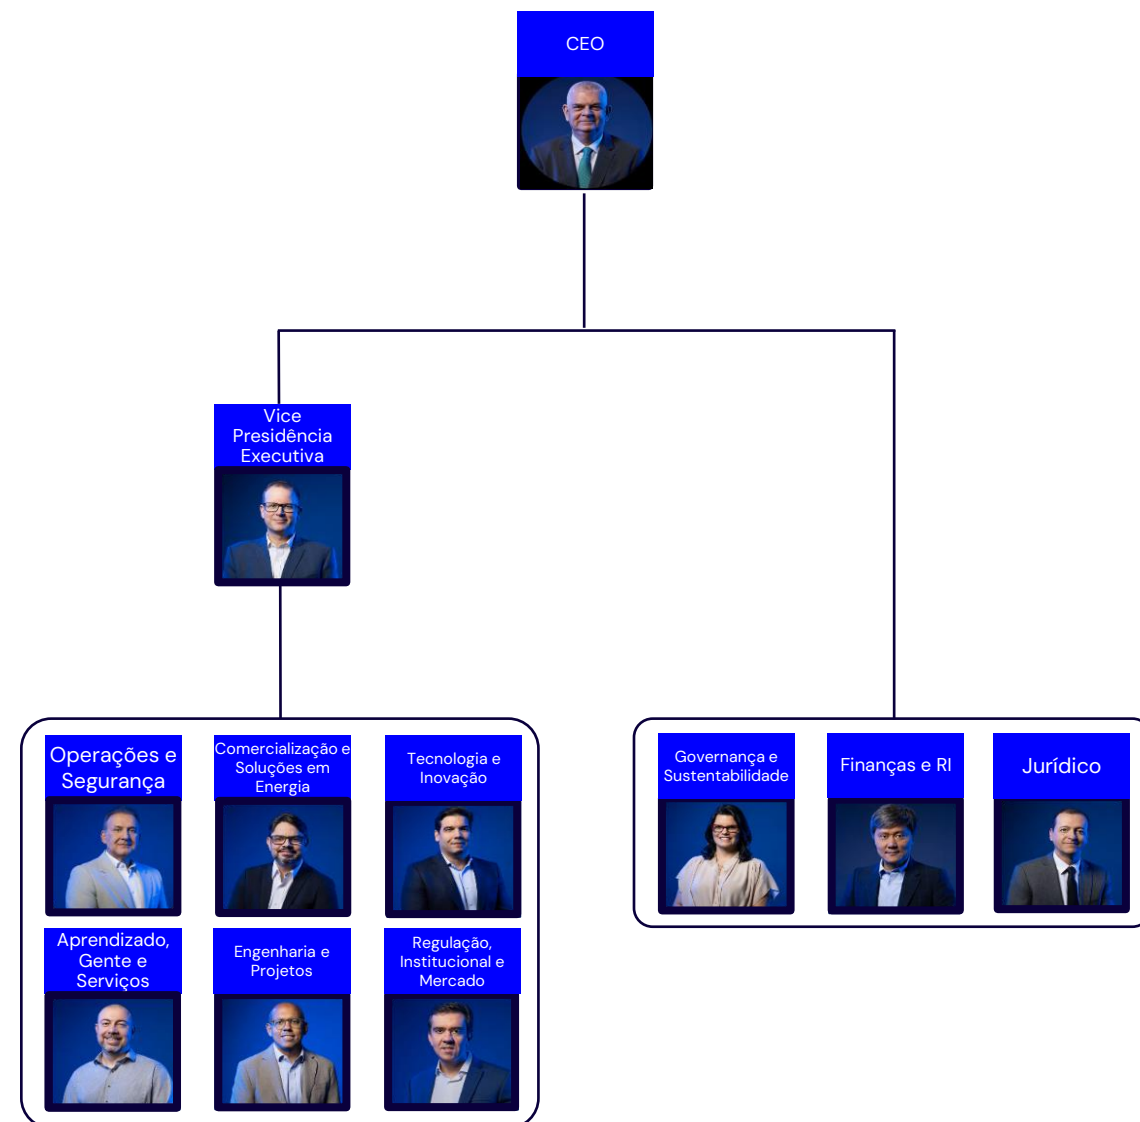 CEO
Vice
Presidência
Executiva
Operações e
Segurança
Comercialização e
Soluções em
Energia
Tecnologia e
Inovação
Governança e
Sustentabilidade
Finanças e RI
Jurídico
Aprendizado,
Gente e
Serviços
Engenharia e
Projetos
Regulação,
Institucional e
Mercado